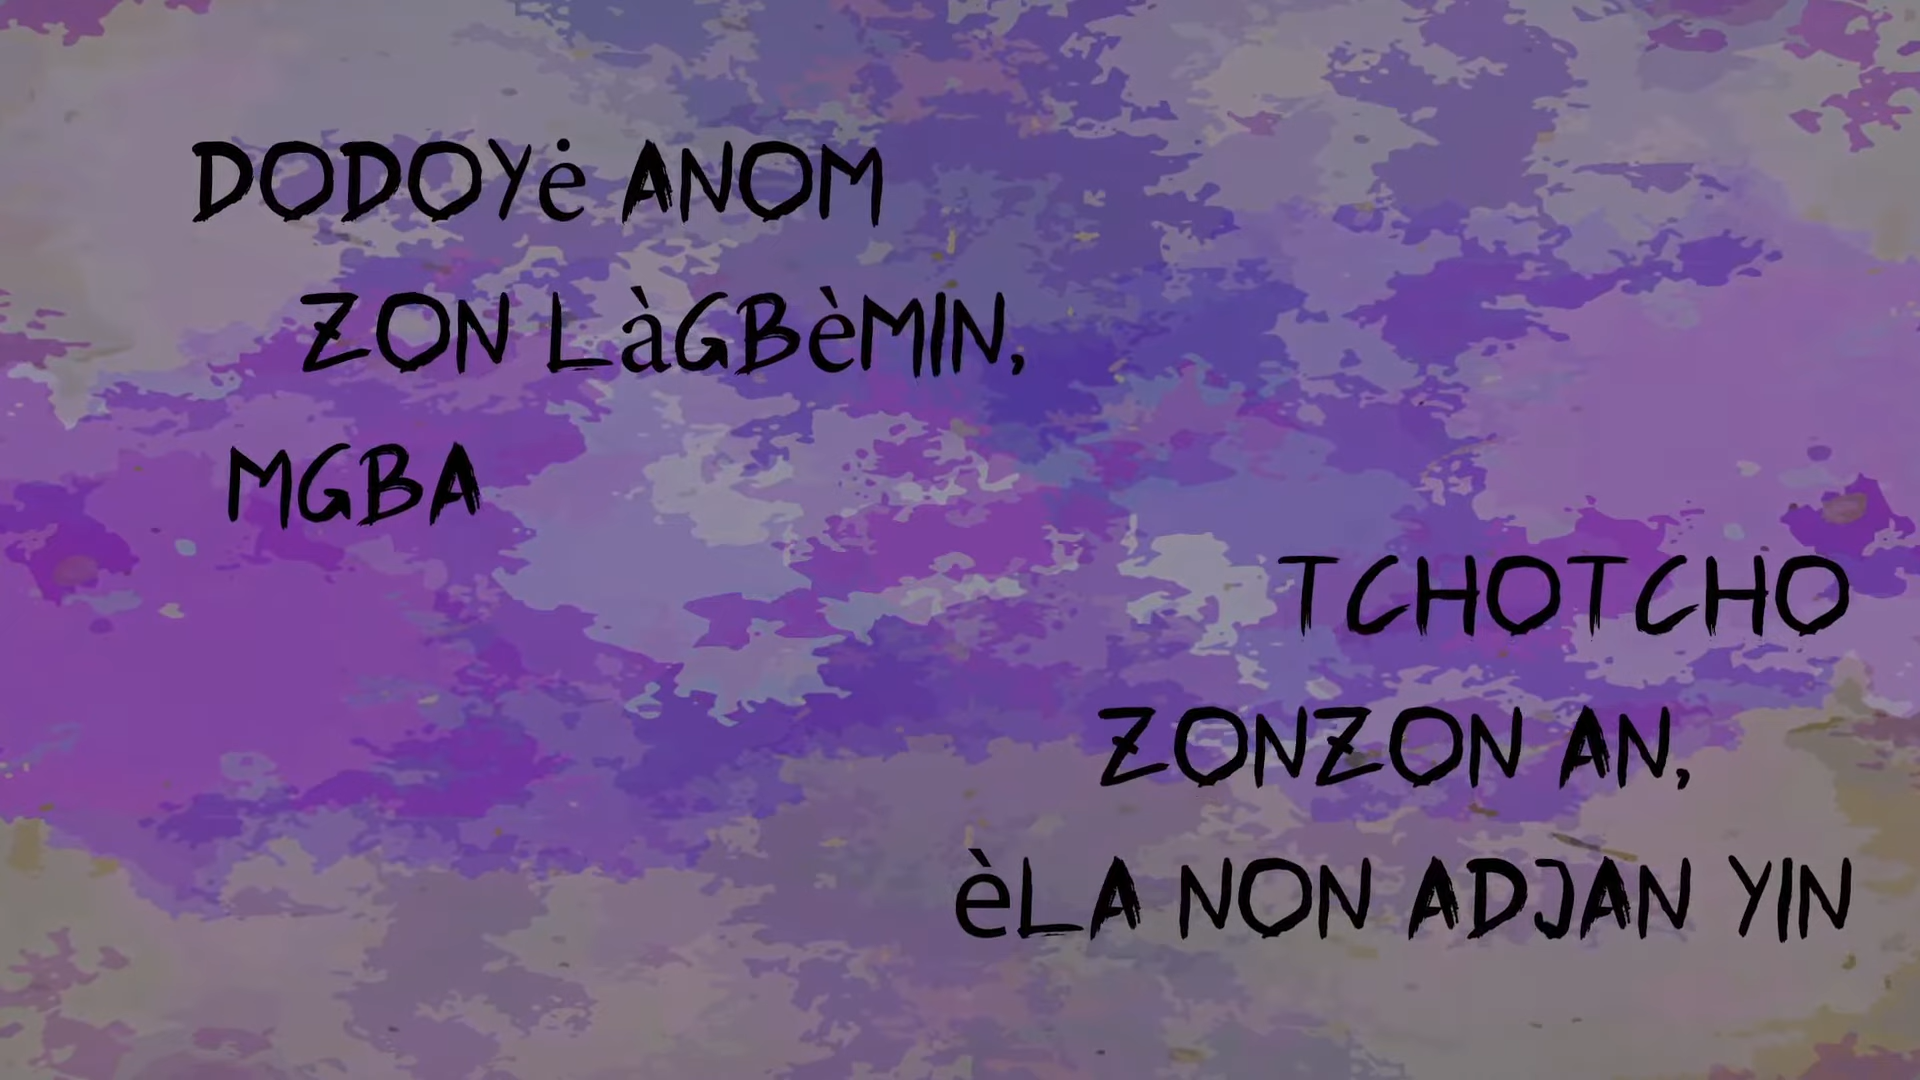 DODOYė ANOM
ZON LàGBèMIN,
MGBA
TCHOTCHO
ZONZON AN,
èLA NON ADJAN YIN